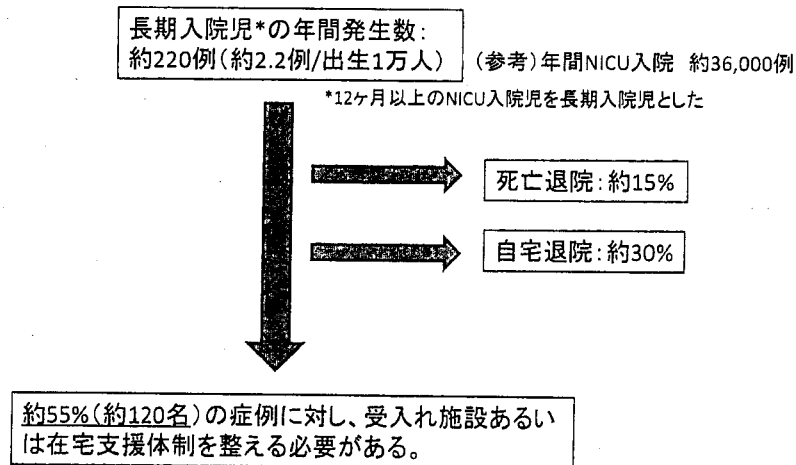 長期入院児*の年間発生数:
約220例(約2.2例/出生1万人)
(参考)年間NICU入院 約36,000例
*12ヶ月以上のNICU入院児を長期入院児とした
死亡退院:約15%
自宅退院:約30%
約55%(約120名)の症例に対し、受入れ施設あるい
は在宅支援体制を整える必要がある。